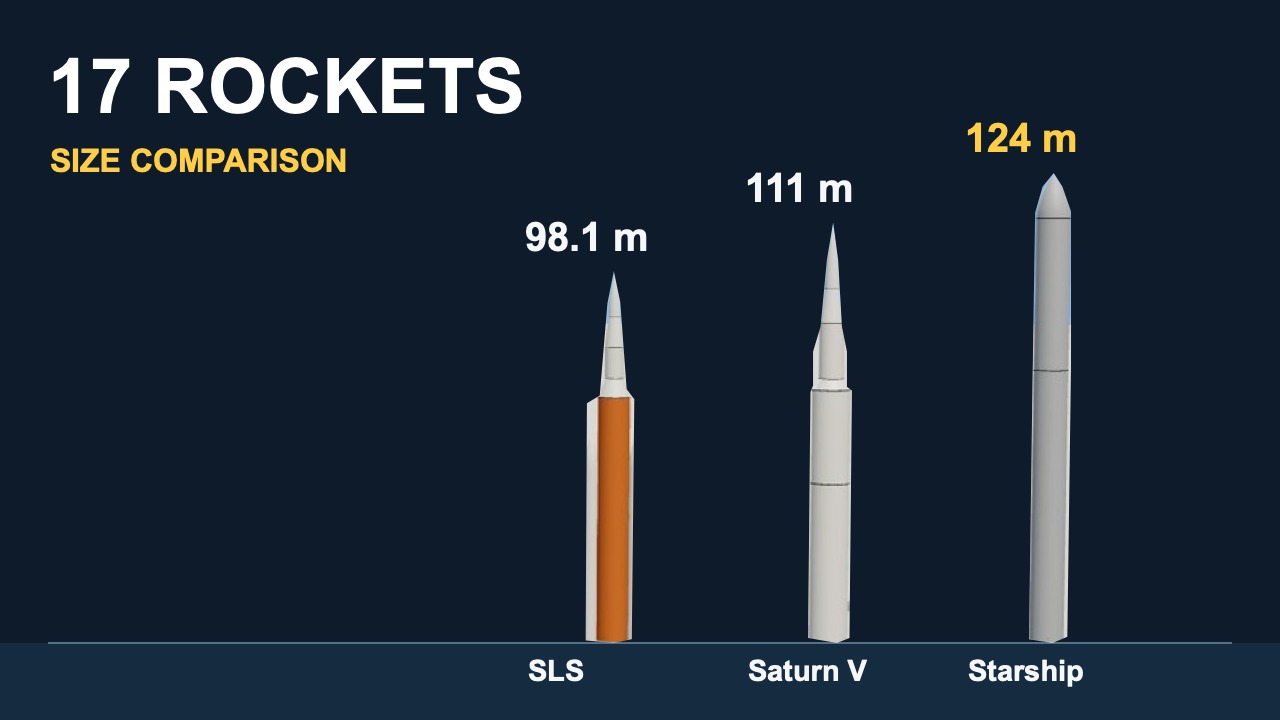 17 ROCKETS
SIZE COMPARISON
124 m
111 m
98.1 m
SLS
Saturn V
Starship